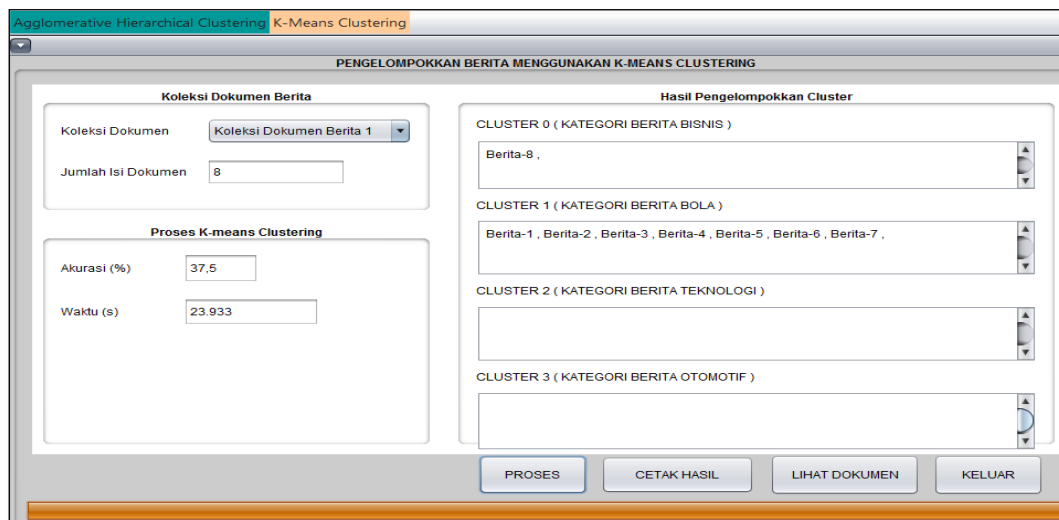 Agglomerative Hierarchical Clustering K-Means Clustering
PENGELOMPOKKAN BERITA MENGGUNAKAN K-MEANS CLUSTERING
Koleksi Dokumen Berita
Koleksi Dokumen Koleksi Dokumen Berita 1
Jumlah Isi Dokumen 8
Proses K-means Clustering
Akurasi (%) 37,5
Waktu (s) 23.933
Hasil Pengelompokkan Cluster
CLUSTER 0 ( KATEGORI BERITA BISNIS )
Berita-8 ,
CLUSTER 1 ( KATEGORI BERITA BOLA )
Berita-1 , Berita-2 , Berita-3 , Berita-4 , Berita-5 , Berita-6 , Berita-7 ,
CLUSTER 2 ( KATEGORI BERITA TEKNOLOGI )
CLUSTER 3 ( KATEGORI BERITA OTOMOTIF )
PROSES CETAK HASIL LIHAT DOKUMEN KELUAR